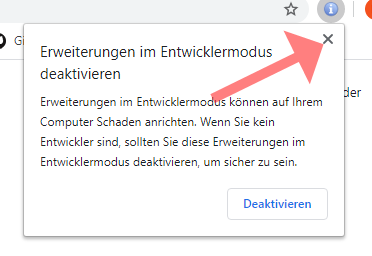 Erweiterungen im Entwicklermodus
deaktivieren
Erweiterungen im Entwicklermodus können auf Ihrem
Computer Schaden anrichten. Wenn Sie kein
Entwickler sind, sollten Sie diese Erweiterungen im
Entwicklermodus deaktivieren, um sicher zu sein.
Deaktivieren